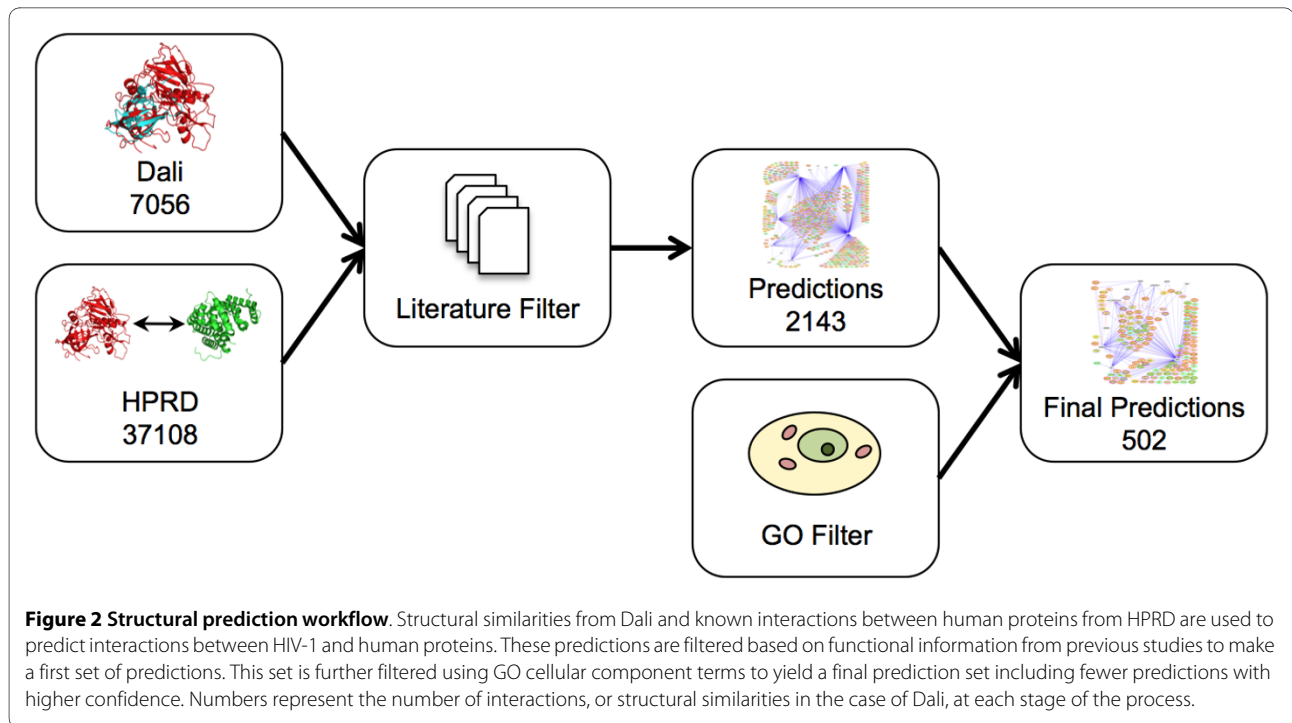 Dali
7056
HPRD
37108
Literature Filter
Predictions
2143
GO Filter
Final Predictions
502
Figure 2 Structural prediction workflow. Structural similarities from Dali and known interactions between human proteins from HPRD are used to
predict interactions between HIV-1 and human proteins. These predictions are filtered based on functional information from previous studies to make
a first set of predictions. This set is further filtered using GO cellular component terms to yield a final prediction set including fewer predictions with
higher confidence. Numbers represent the number of interactions, or structural similarities in the case of Dali, at each stage of the process.